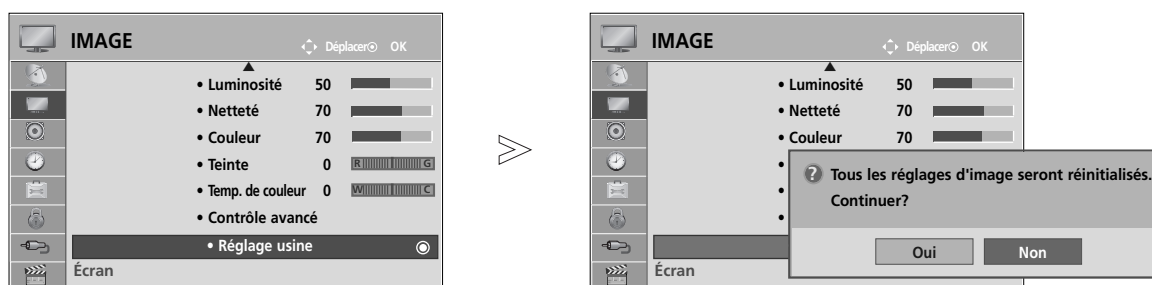 IMAGE
Déplacer OK
• Luminosité 50
• Netteté 70
• Couleur 70
• Teinte 0 R G
• Temp. de couleur 0 W C
• Contrôle avancé
• Réglage usine
Écran
IMAGE
Déplacer OK
• Luminosité 50
• Netteté 70
• Couleur 70
•
•
•
? Tous les réglages d'image seront réinitialisés.
Continuer?
Oui Non
Écran